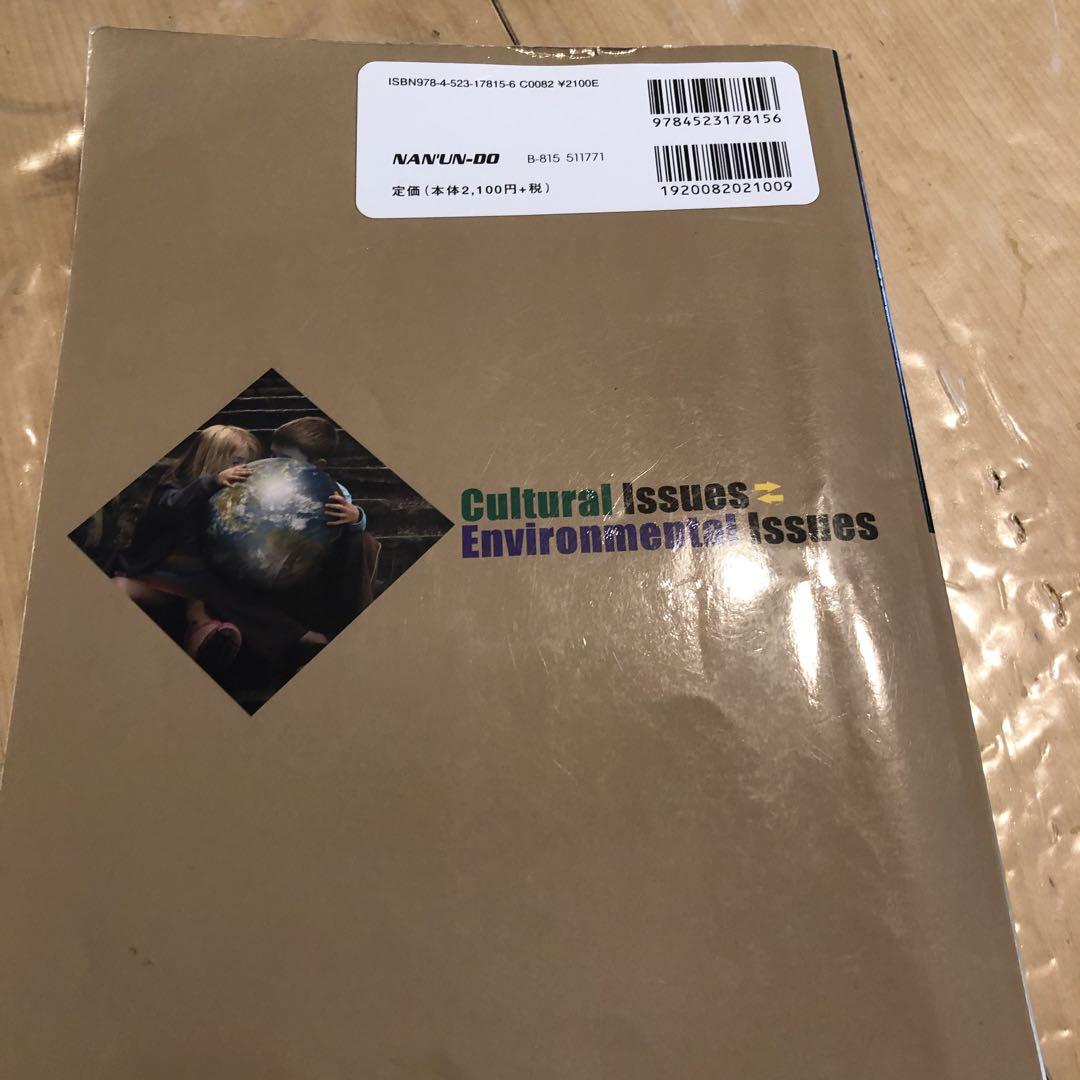 ISBN978-4-523-17815-6 C0082 ¥2100E
9784523178156
NAN'UN-DO B-815 511771
1920082021009
定価(本体2,100円+税)
Cultural Issues
Environmental Issues